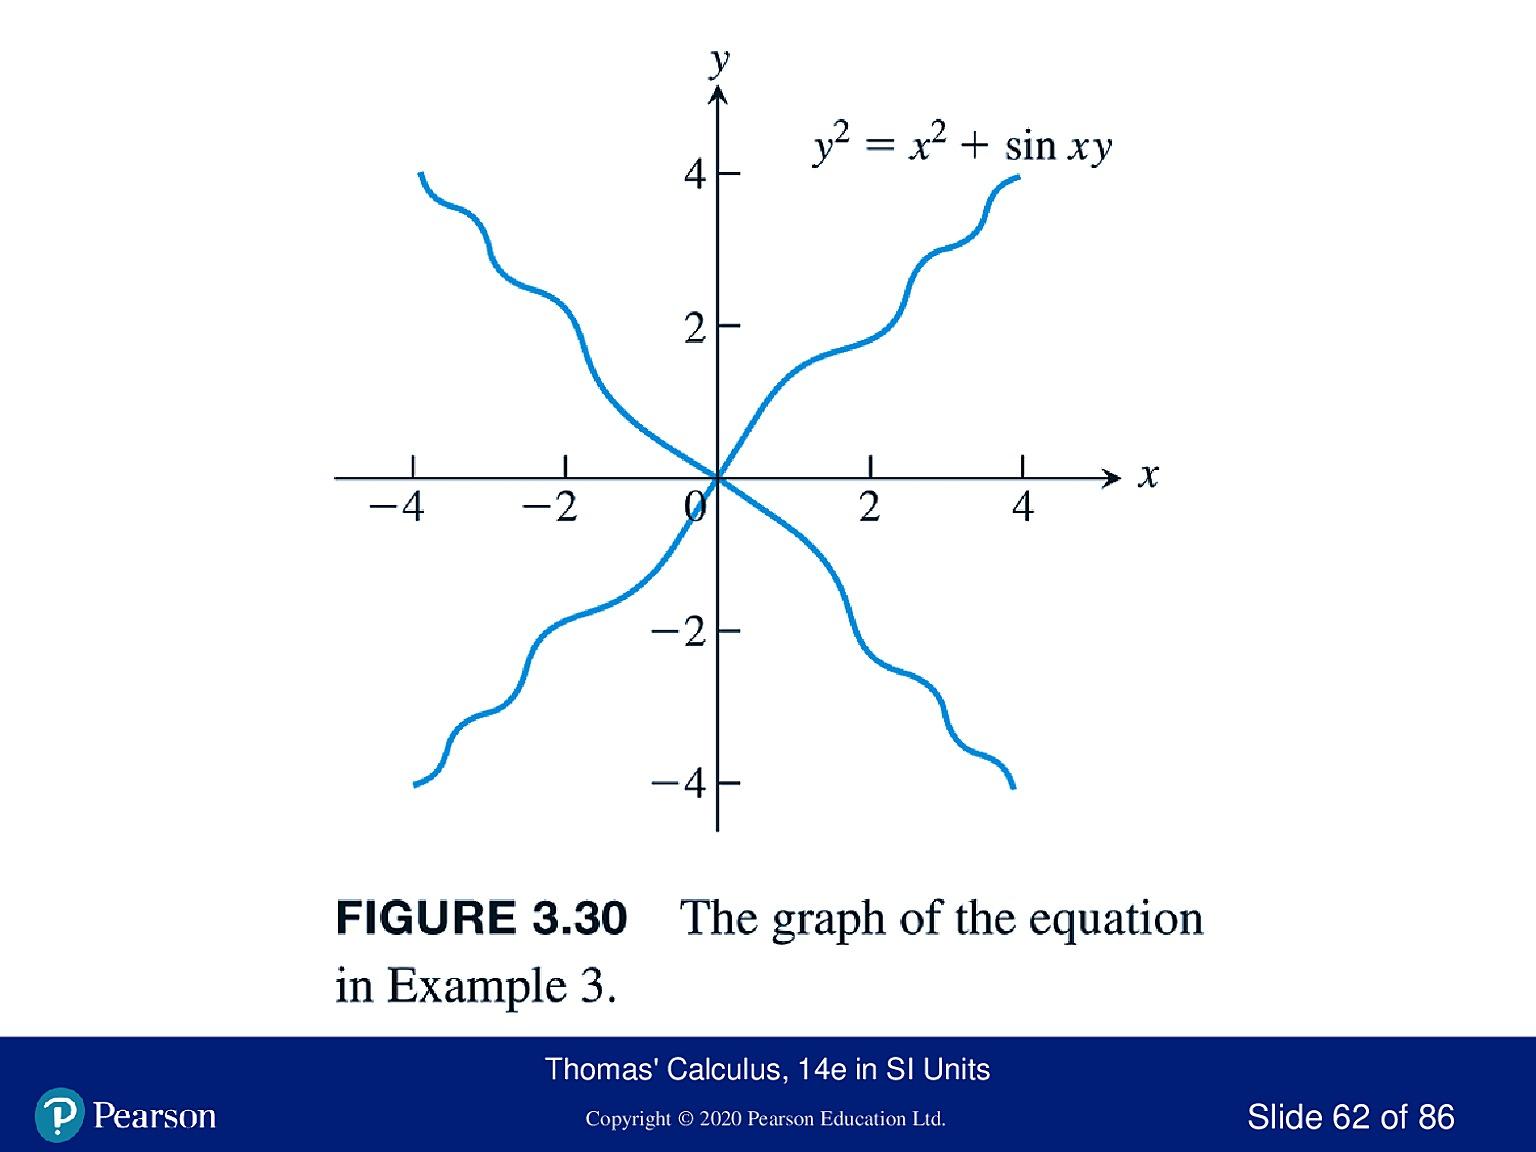 y
y² = x² + sin xy
4
2
x
−4 −2 0 2 4
−2
−4
FIGURE 3.30 The graph of the equation
in Example 3.
Thomas' Calculus, 14e in SI Units
Pearson
Copyright © 2020 Pearson Education Ltd.
Slide 62 of 86